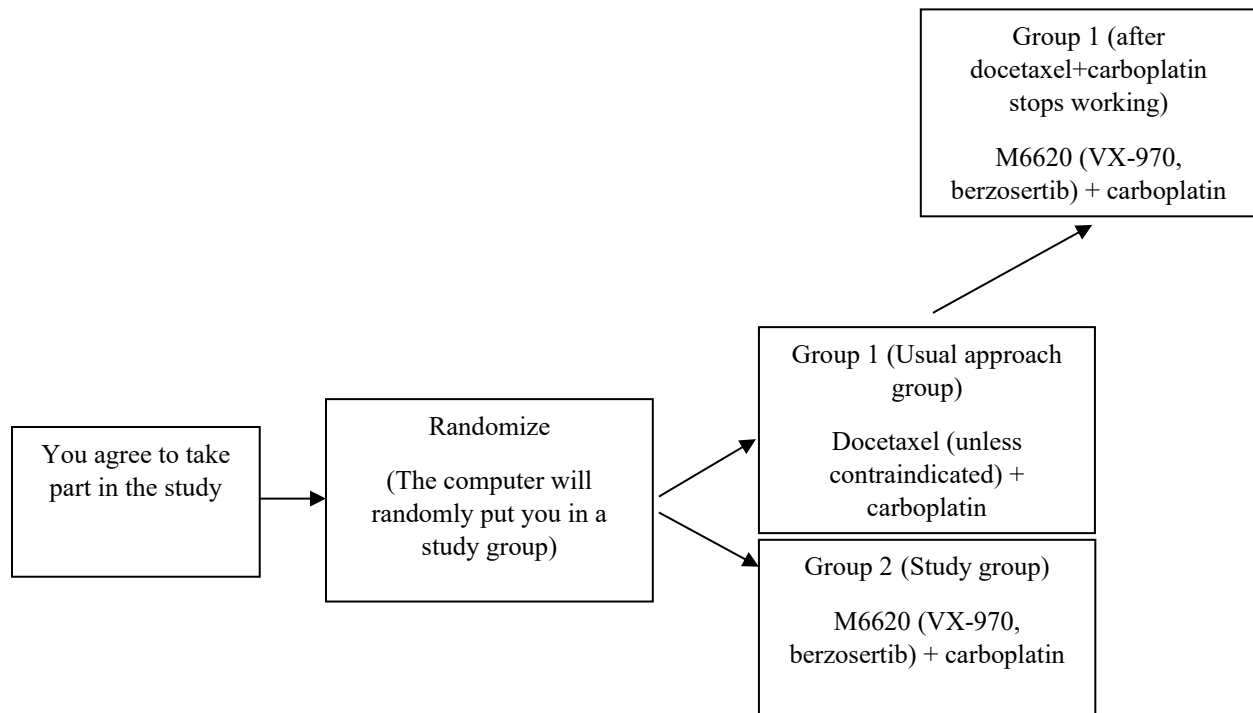 You agree to take
part in the study
Randomize
(The computer will
randomly put you in a
study group)
Group 1 (Usual approach
group)
Docetaxel (unless
contraindicated) +
carboplatin
Group 1 (after
docetaxel+carboplatin
stops working)
M6620 (VX-970,
berzosertib) + carboplatin
Group 2 (Study group)
M6620 (VX-970,
berzosertib) + carboplatin